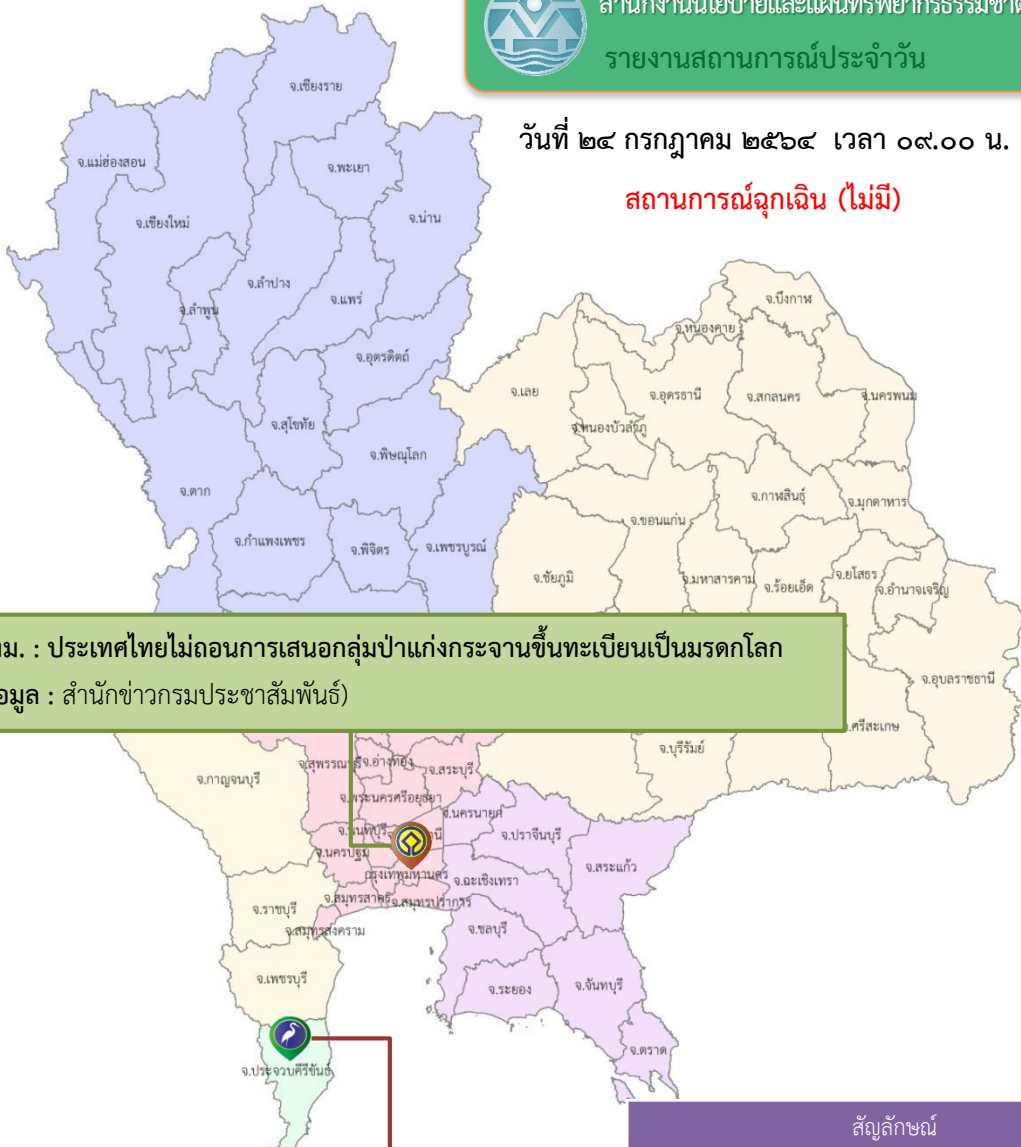 สำนักงานนโยบายและแผนทรัพยากรธรรมชาติ
รายงานสถานการณ์ประจำวัน
วันที่ ๒๔ กรกฎาคม ๒๕๖๔ เวลา ๐๙.๐๐ น.
สถานการณ์ฉุกเฉิน (ไม่มี)
จ.เชียงราย
จ.แม่ฮ่องสอน
จ.พะเยา
จ.เชียงใหม่
จ.น่าน
จ.ลำปาง
จ.แพร่
จ.ลำพูน
จ.อุตรดิตถ์
จ.บึงกาฬ
จ.หนองคาย
จ.เลย
จ.อุดรธานี
จ.สกลนคร
จ.นครพนม
จ.หนองบัวลำภู
จ.สุโขทัย
จ.พิษณุโลก
จ.ตาก
จ.กาฬสินธุ์
จ.มุกดาหาร
จ.ขอนแก่น
จ.กำแพงเพชร
จ.พิจิตร
จ.เพชรบูรณ์
จ.ชัยภูมิ
จ.มหาสารคาม
จ.ร้อยเอ็ด
จ.ยโสธร
จ.อำนาจเจริญ
ทม. : ประเทศไทยไม่ถอนการเสนอกลุ่มป่าแก่งกระจานขึ้นทะเบียนเป็นมรดกโลก
อมูล : สำนักข่าวกรมประชาสัมพันธ์)
จ.อุบลราชธานี
จ.ศรีสะเกษ
จ.บุรีรัมย์
จ.กาญจนบุรี
จ.สุพรรณบุรี
จ.อ่างทอง
จ.สระบุรี
จ.พระนครศรีอยุธยา
จ.นครนายก
จ.นนทบุรี
นี
จ.ปราจีนบุรี
จ.นครปฐม
กรุงเทพมหานคร
จ.ฉะเชิงเทรา
จ.สระแก้ว
จ.สมุทรสาคร
จ.สมุทรปราการ
จ.ราชบุรี
จ.สมุทรสงคราม
จ.ชลบุรี
จ.เพชรบุรี
จ.ระยอง
จ.จันทบุรี
จ.ตราด
จ.ประจวบคีรีขันธ์
สัญลักษณ์